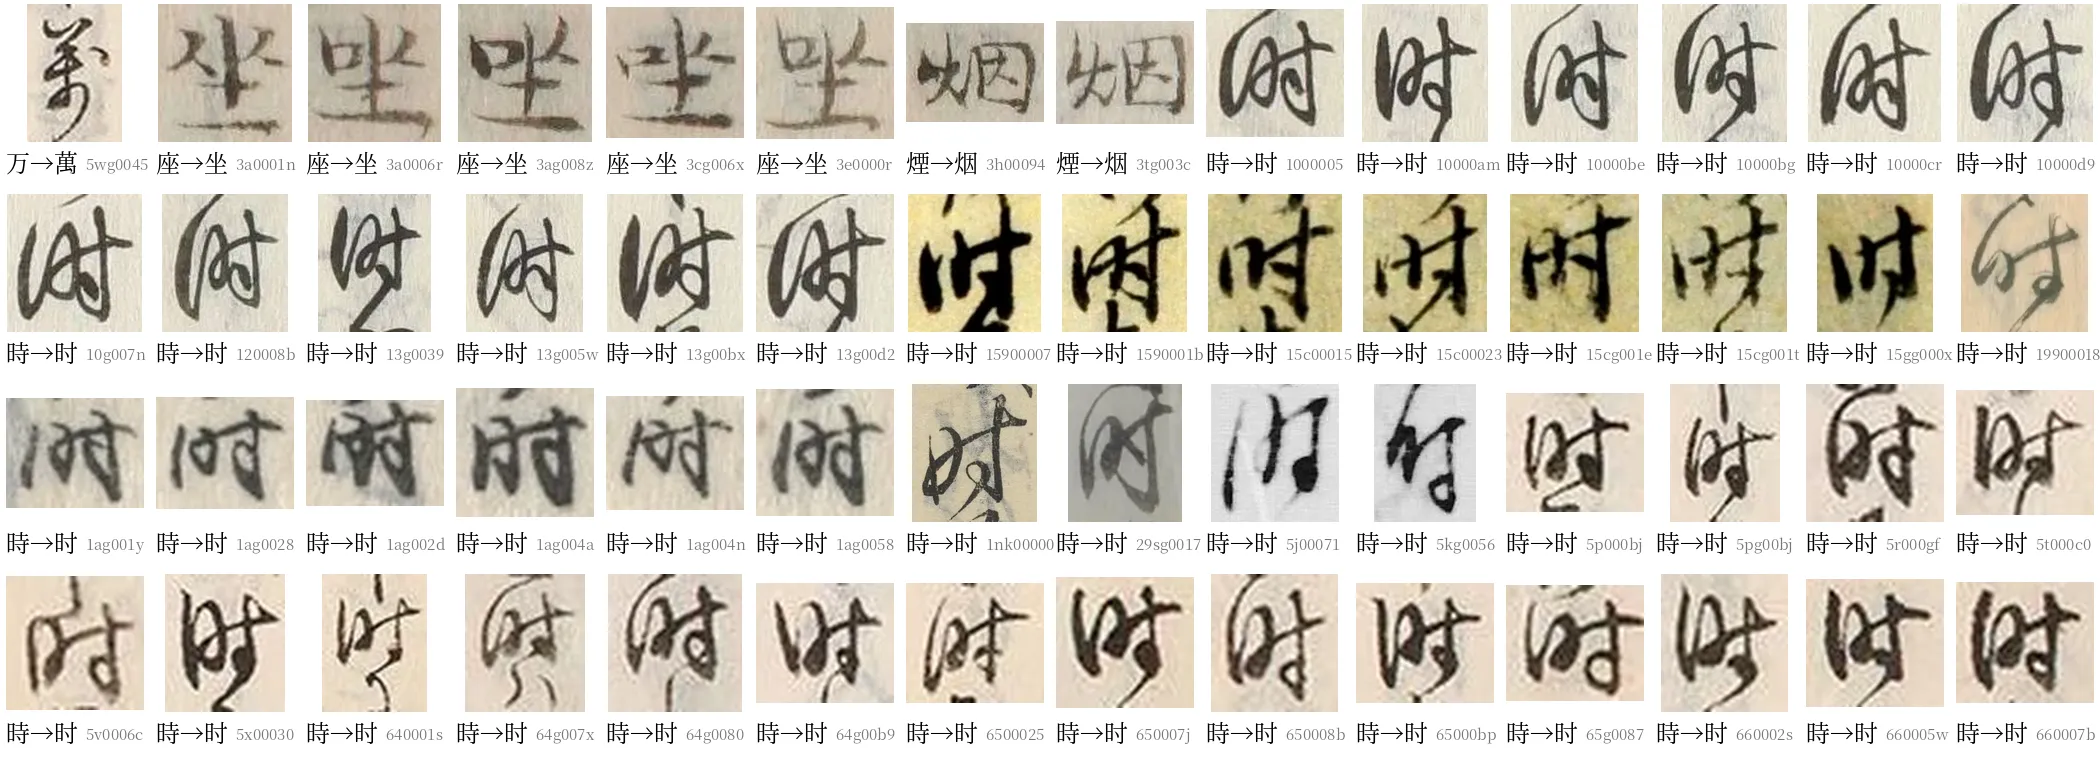 万→萬 5wg0045 座→坐 3a0001n 座→坐 3a0006r 座→坐 3ag008z 座→坐 3cg006x 座→坐 3e0000r 煙→烟 3h00094 煙→烟 3tg003c 時→时 1000005 時→时 10000am 時→时 10000be 時→时 10000bg 時→时 10000cr 時→时 10000d9
時→时 10g007n 時→时 120008b 時→时 13g0039 時→时 13g005w 時→时 13g00bx 時→时 13g00d2 時→时 15900007 時→时 1590001b 時→时 15c00015 時→时 15c00023 時→时 15cg001e 時→时 15cg001t 時→时 15gg000x 時→时 19900018
時→时 1ag001y 時→时 1ag0028 時→时 1ag002d 時→时 1ag004a 時→时 1ag004n 時→时 1ag0058 時→时 1nk00000 時→时 29sg0017 時→时 5j00071 時→时 5kg0056 時→时 5p000bj 時→时 5pg00bj 時→时 5r000gf 時→时 5t000c0
時→时 5v0006c 時→时 5x00030 時→时 640001s 時→时 64g007x 時→时 64g0080 時→时 64g00b9 時→时 6500025 時→时 650007j 時→时 650008b 時→时 65000bp 時→时 65g0087 時→时 660002s 時→时 660005w 時→时 660007b